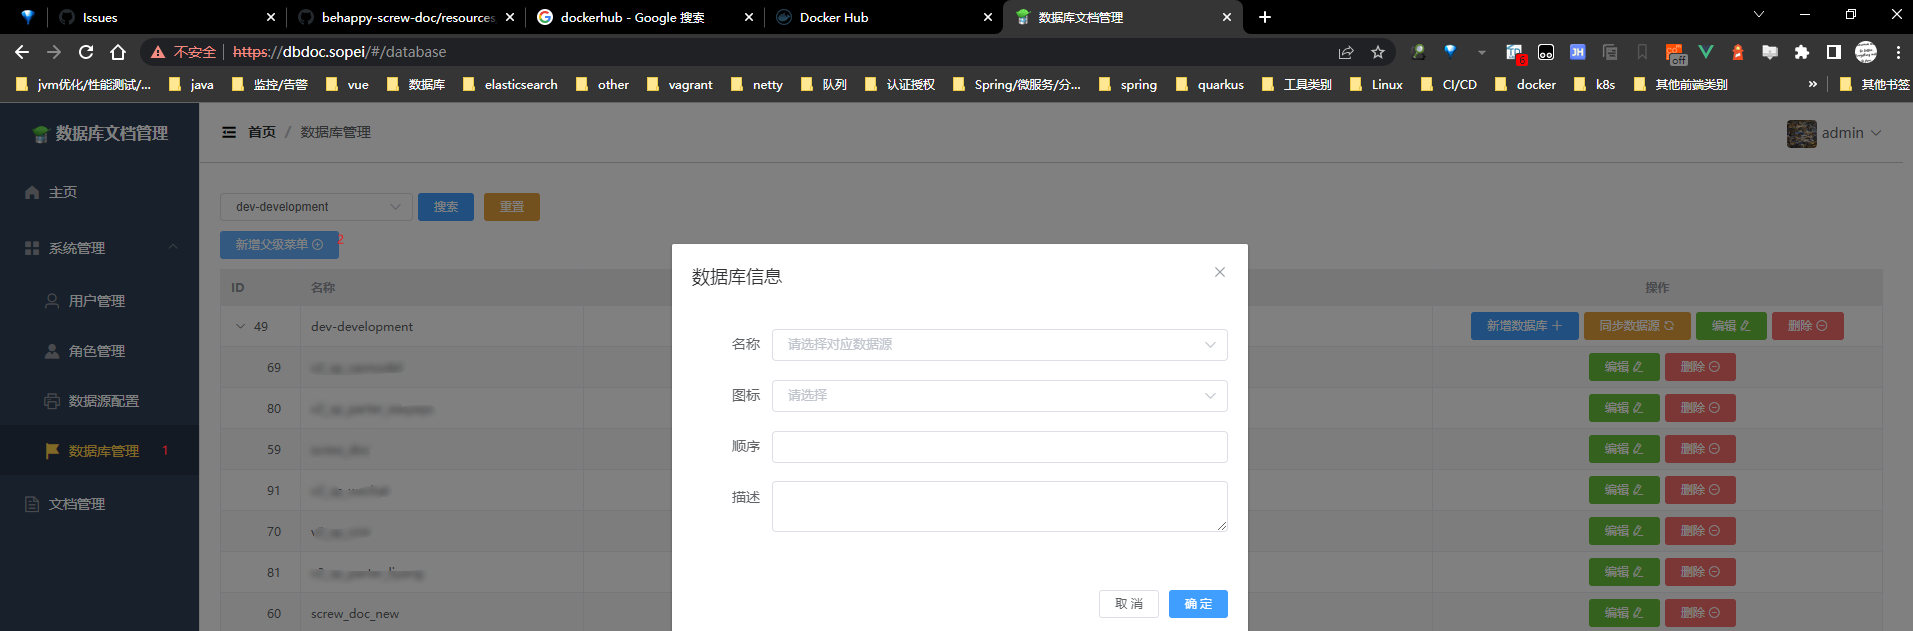 Issues
behappy-screw-doc/resources
dockerhub - Google 搜索
Docker Hub
数据库文档管理
不安全 https://dbdoc.sopei/#/database
6
JH
off
jvm优化/性能测试/...
java
监控/告警
vue
数据库
elasticsearch
other
vagrant
netty
队列
认证授权
Spring/微服务/分...
spring
quarkus
工具类别
Linux
CI/CD
docker
k8s
其他前端类别
»
其他书签
数据库文档管理
首页 / 数据库管理
admin
主页
系统管理
用户管理
角色管理
数据源配置
数据库管理 1
文档管理
dev-development
搜索
重置
新增父级菜单
2
ID 名称 操作
49 dev-development 新增数据库 同步数据源 编辑 删除
69 编辑 删除
80 编辑 删除
59 编辑 删除
91 编辑 删除
70 编辑 删除
81 编辑 删除
60 screw_doc_new 编辑 删除
数据库信息
名称 请选择对应数据源
图标 请选择
顺序
描述
取消
确定